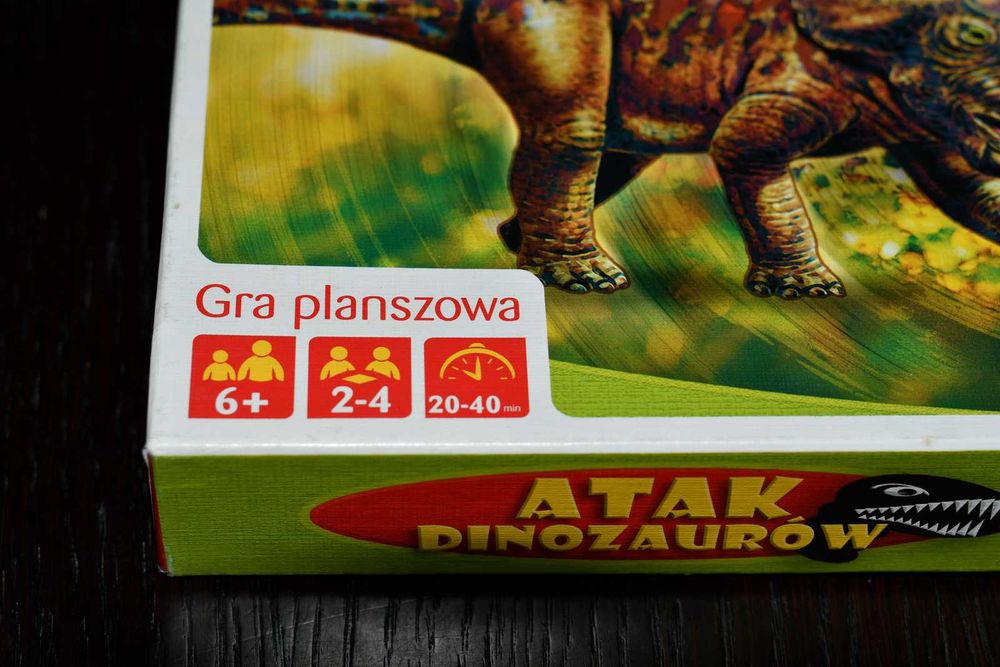 Gra planszowa
6+ 2-4 20-40 min
ATAK
DINOZAURÓW